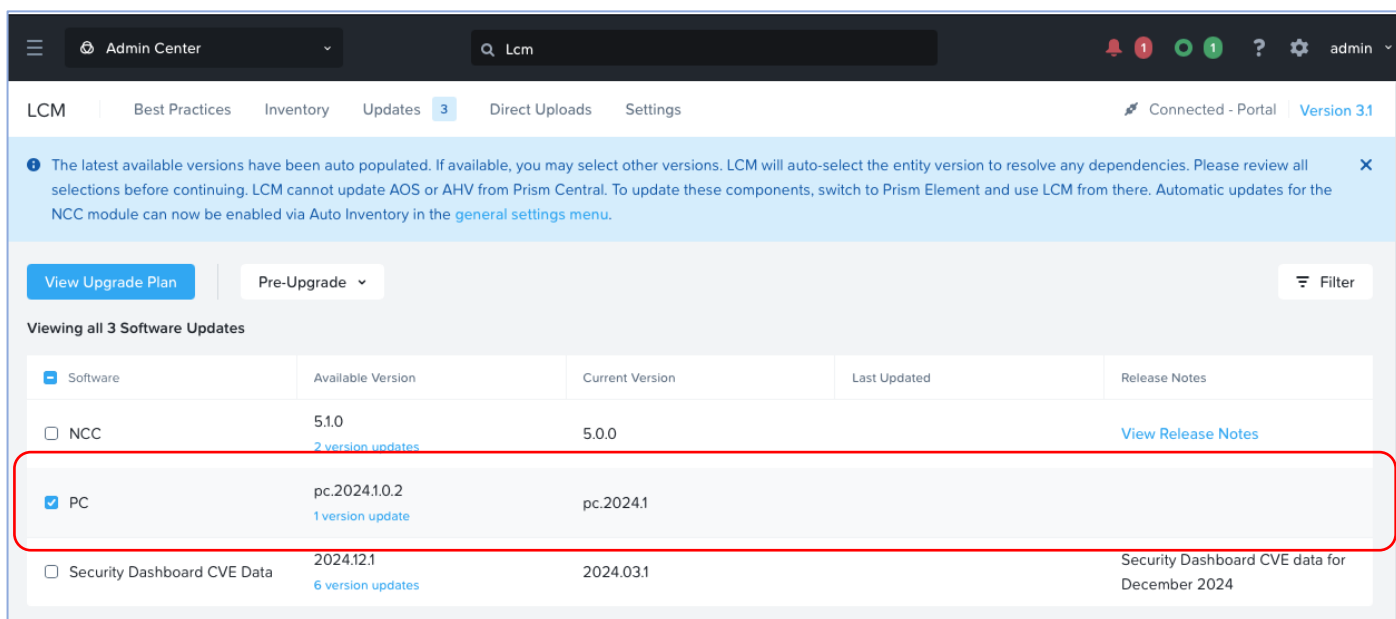 Admin Center
Lcm
1
1
?
admin
LCM
Best Practices
Inventory
Updates 3
Direct Uploads
Settings
Connected - Portal
Version 3.1
The latest available versions have been auto populated. If available, you may select other versions. LCM will auto-select the entity version to resolve any dependencies. Please review all
selections before continuing. LCM cannot update AOS or AHV from Prism Central. To update these components, switch to Prism Element and use LCM from there. Automatic updates for the
NCC module can now be enabled via Auto Inventory in the general settings menu.
View Upgrade Plan
Pre-Upgrade
Filter
Viewing all 3 Software Updates
Software
Available Version
Current Version
Last Updated
Release Notes
NCC
5.1.0
2 version updates
5.0.0
View Release Notes
PC
pc.2024.1.0.2
1 version update
pc.2024.1
Security Dashboard CVE Data
2024.12.1
6 version updates
2024.03.1
Security Dashboard CVE data for
December 2024